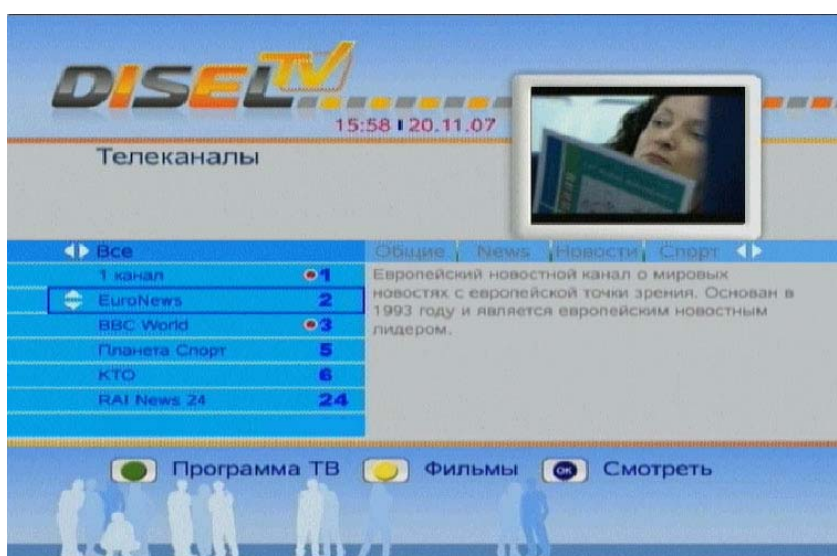 DISEL TV
15:58 20.11.07
Телеканалы
Все
Общие News Новости Спорт
1 канал 1
EuroNews 2
BBC World 3
Планета Спорт 5
КТО 6
RAI News 24 24
Европейский новостной канал о мировых
новостях с европейской точки зрения. Основан в
1993 году и является европейским новостным
лидером.
Программа ТВ
Фильмы
OK Смотреть